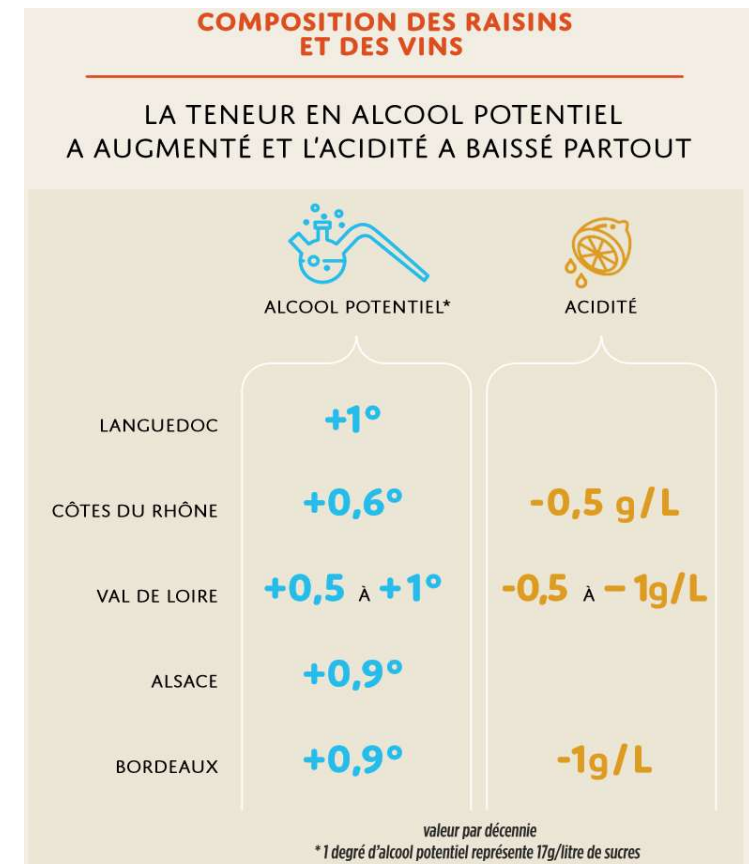 COMPOSITION DES RAISINS
ET DES VINS
LA TENEUR EN ALCOOL POTENTIEL
A AUGMENTÉ ET L'ACIDITÉ A BAISSÉ PARTOUT
ALCOOL POTENTIEL* ACIDITÉ
LANGUEDOC +1°
CÔTES DU RHÔNE +0,6° -0,5 g/L
VAL DE LOIRE +0,5 À +1° -0,5 À – 1g/L
ALSACE +0,9°
BORDEAUX +0,9° -1g/L
valeur par décennie
* 1 degré d'alcool potentiel représente 17g/litre de sucres